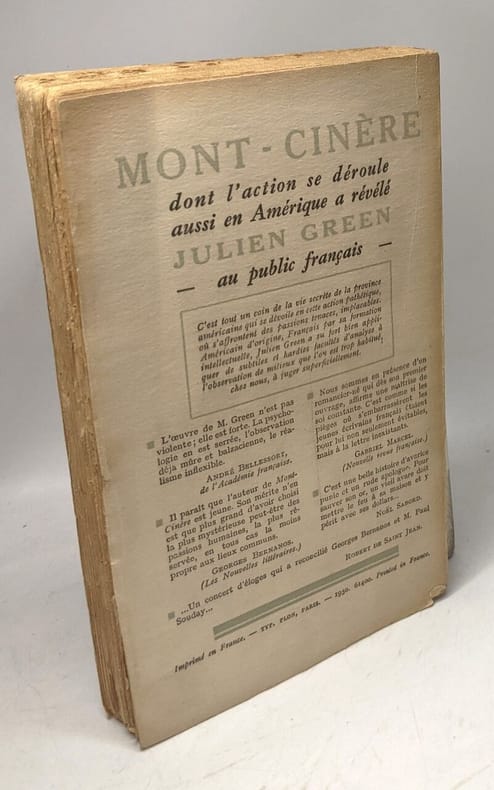 MONT-CINÈRE
dont l'action se déroule
aussi en Amérique a révélé
JULIEN GREEN
— au public français —
C'est tout un coin de la vie secrète de la province
américaine qui se dévoile en cette action pathétique,
où s'affrontent des passions tenaces, implacables.
Américain d'origine, Français par sa formation
intellectuelle, Julien Green a su fort bien appli-
quer de subtiles et hardies facultés d'analyse à
l'observation de milieux que l'on est trop habitué,
chez nous, à juger superficiellement.
L'œuvre de M. Green n'est pas
violente ; elle est forte. La psycho-
logie en est serrée, l'observation
déjà mûre et balzacienne, le réa-
lisme inflexible.
ANDRÉ BELLESSORT,
de l'Académie française.
Il paraît que l'auteur de Mont-
Cinère est jeune. Son mérite n'en
est que plus grand d'avoir choisi
la plus mystérieuse peut-être des
passions humaines, la plus ré-
servée, en tous cas la moins
propre aux lieux communs.
GEORGES BERNANOS.
(Les Nouvelles littéraires.)
Nous sommes en présence d'un
romancier-né qui dès son premier
ouvrage, affirme une maîtrise de
soi constante. C'est comme si les
pièges où s'embarrassent les
jeunes écrivains français étaient
pour lui non seulement évitables,
mais à la lettre inexistants.
GABRIEL MARCEL.
(Nouvelle revue française.)
C'est une belle histoire d'avarice
punie et un rude apologue. Pour
sauver son or, un vieil avare doit
mettre le feu à sa maison et y
périt avec ses dollars...
NOËL SABORD.
...Un concert d'éloges qui a reconcilié Georges Bernanos et M. Paul
Souday...
ROBERT DE SAINT JEAN.
Imprimé en France. — TYP. PLON, PARIS. — 1930. 61400. Printed in France.